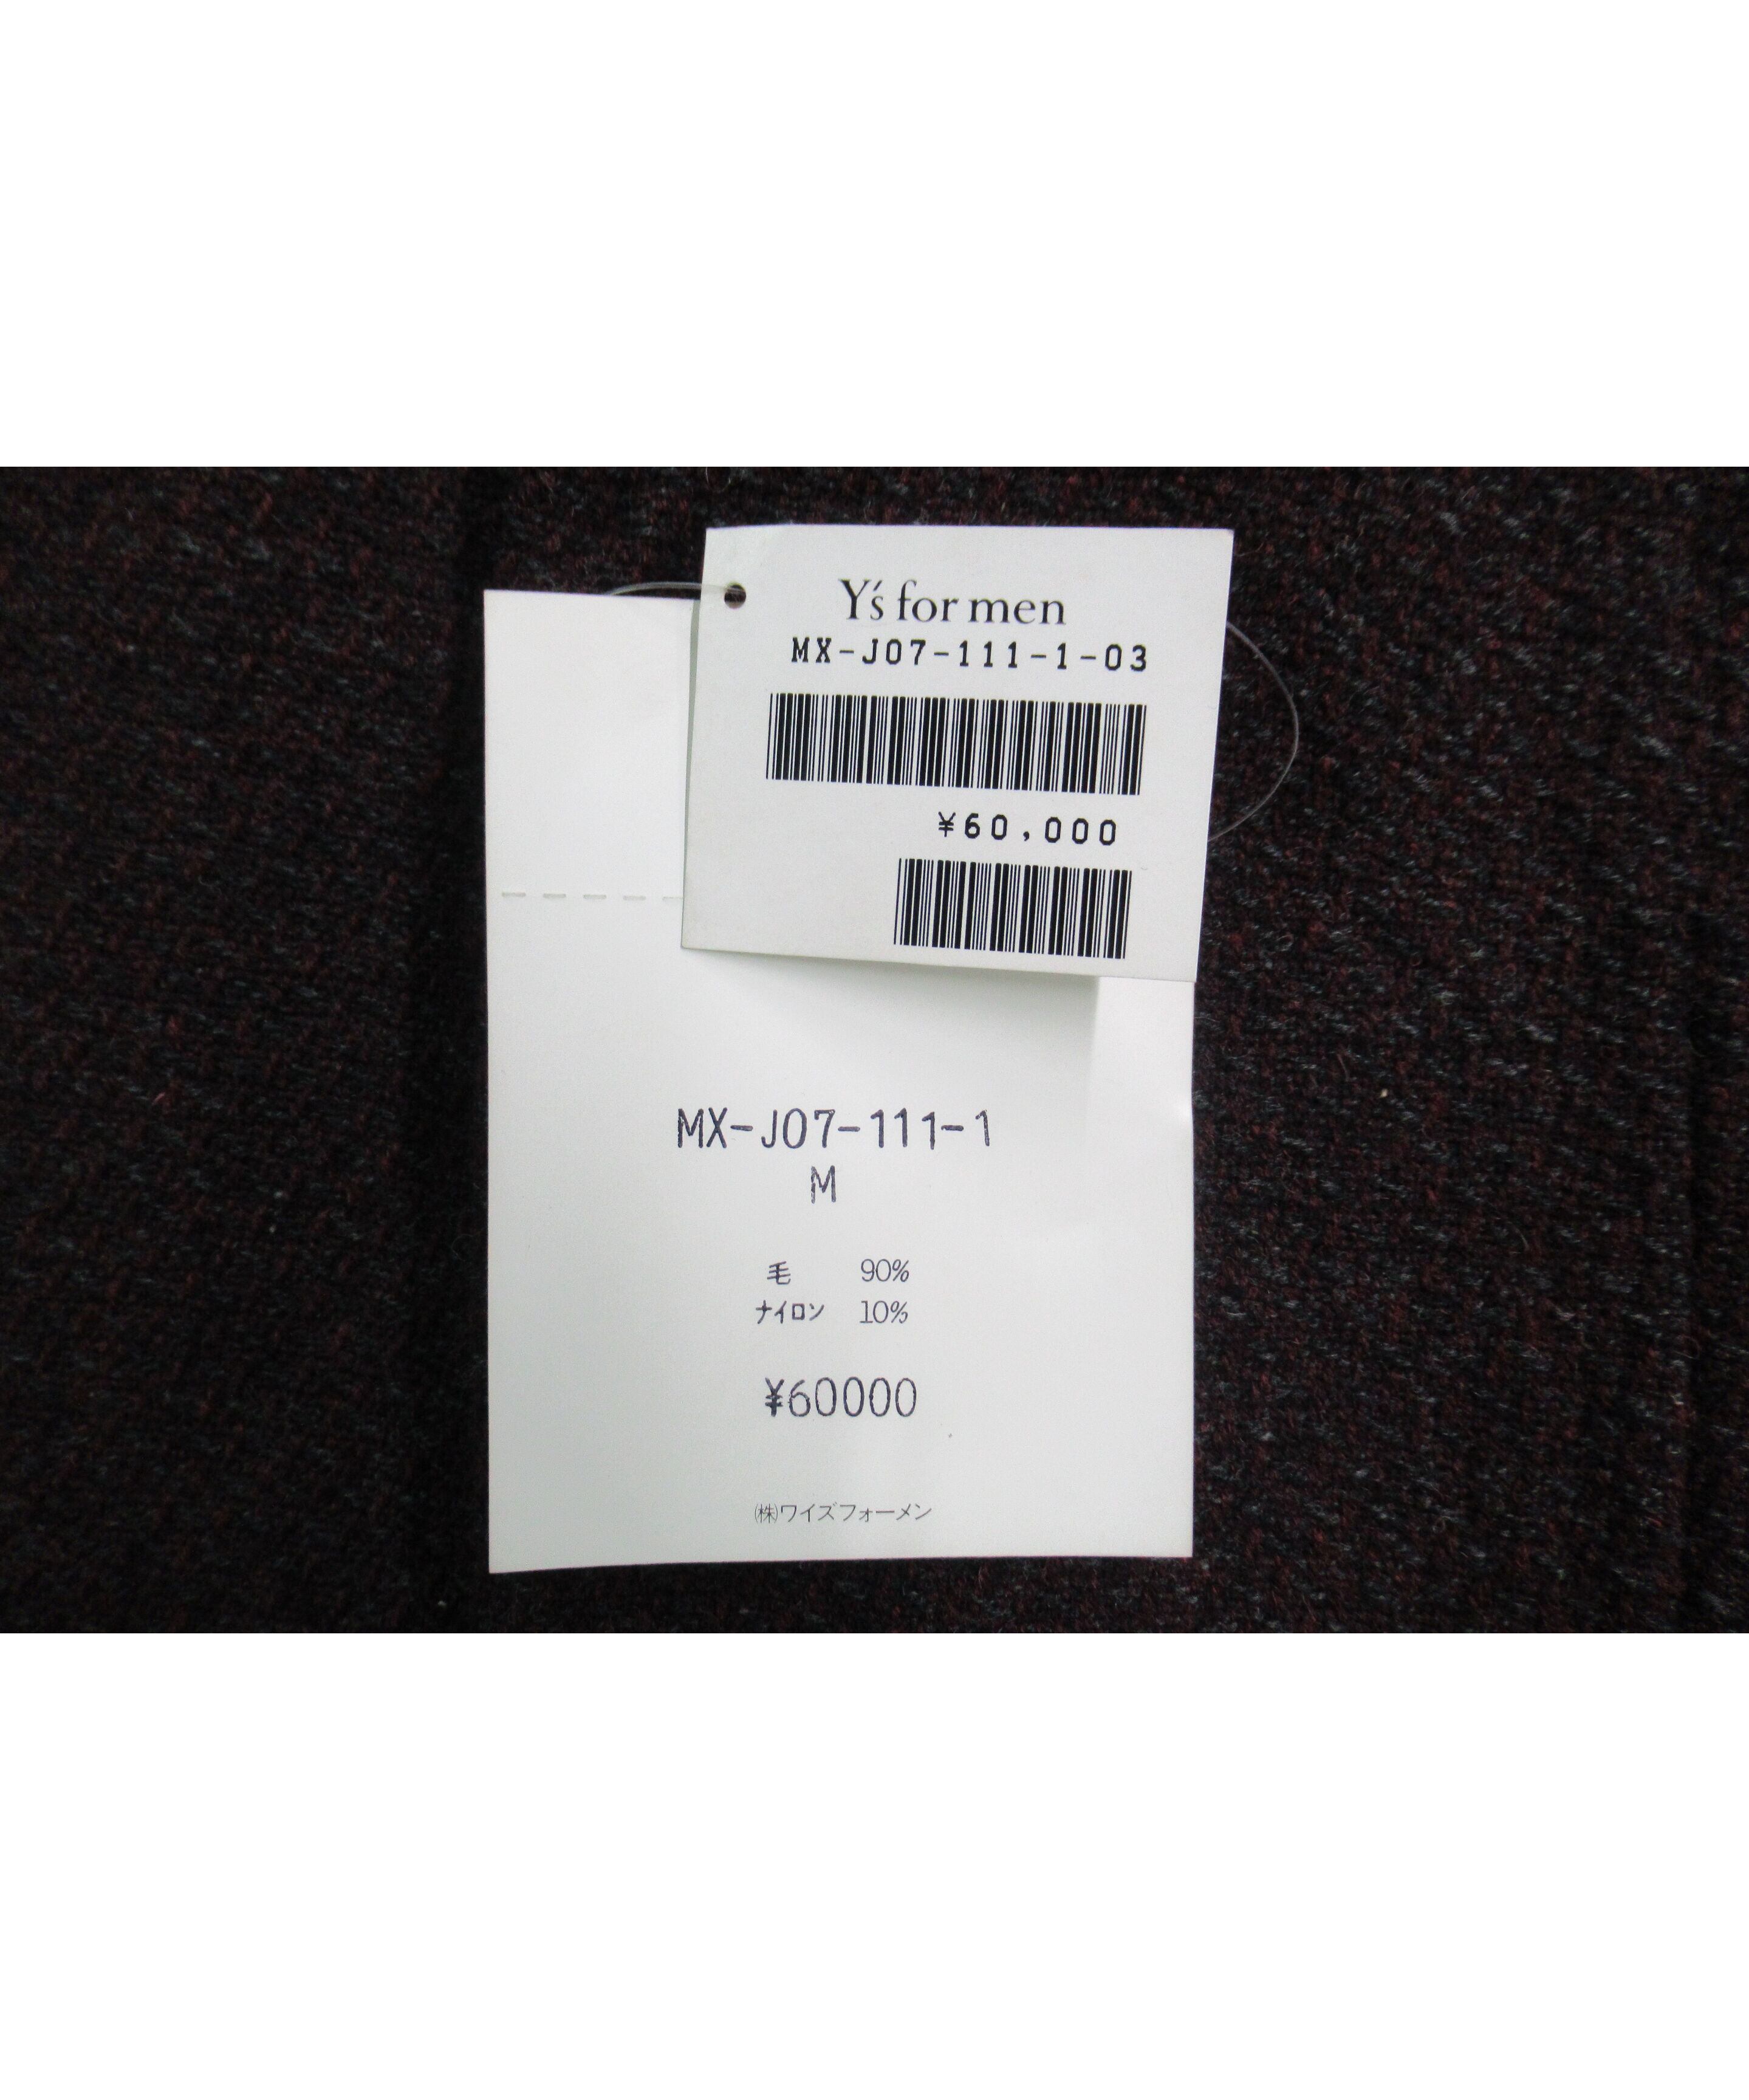 Y's for men
MX-J07-111-1-03
¥60,000
MX-J07-111-1
M
毛 90%
ナイロン 10%
¥60000
㈱ワイズフォーメン